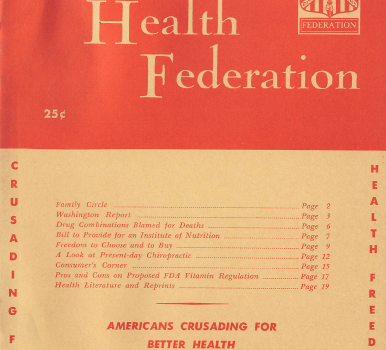 Health
FEDERATION
Federation
25¢
Family Circle Page 2
Washington Report Page 3
Drug Combinations Blamed for Deaths Page 6
Bill to Provide for an Institute of Nutrition Page 7
Freedom to Choose and to Buy Page 9
A Look at Present-day Chiropractic Page 12
Consumer's Corner Page 15
Pros and Cons on Proposed FDA Vitamin Regulation Page 17
Health Literature and Reprints Page 19
AMERICANS CRUSADING FOR
BETTER HEALTH
CRUSADING F
HEALTH FREED